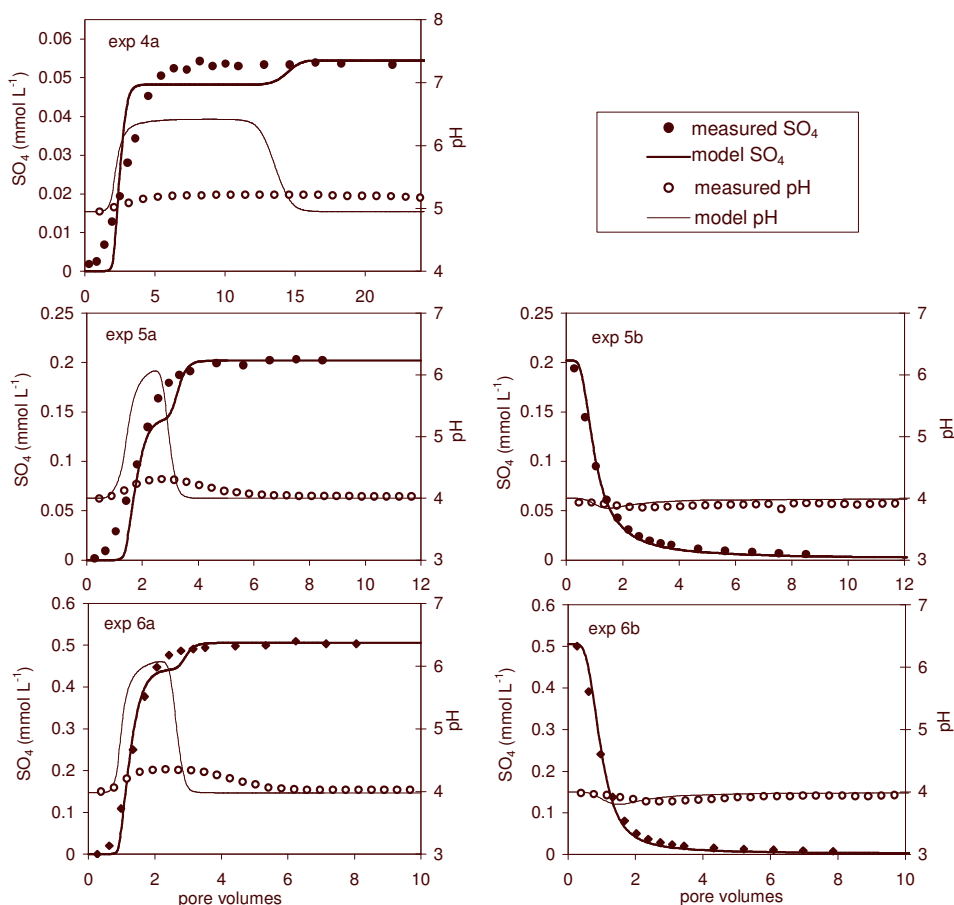 exp 4a
SO4 (mmol L-1)
0.06
0.05
0.04
0.03
0.02
0.01
0
8
7
6
5
4
pH
0 5 10 15 20
measured SO4
model SO4
measured pH
model pH
exp 5a
SO4 (mmol L-1)
0.25
0.2
0.15
0.1
0.05
0
7
6
5
4
3
pH
0 2 4 6 8 10 12
exp 5b
SO4 (mmol L-1)
0.25
0.2
0.15
0.1
0.05
0
7
6
5
4
3
pH
0 2 4 6 8 10 12
exp 6a
SO4 (mmol L-1)
0.6
0.5
0.4
0.3
0.2
0.1
0
7
6
5
4
3
pH
0 2 4 6 8 10
pore volumes
exp 6b
SO4 (mmol L-1)
0.6
0.5
0.4
0.3
0.2
0.1
0
7
6
5
4
3
pH
0 2 4 6 8 10
pore volumes